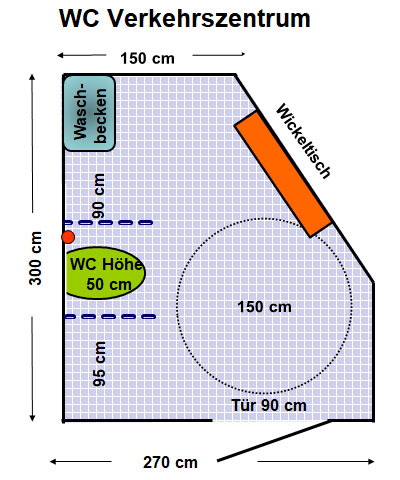 WC Verkehrszentrum
150 cm
Wasch-
becken
Wickeltisch
90 cm
300 cm
WC Höhe
50 cm
150 cm
95 cm
Tür 90 cm
270 cm